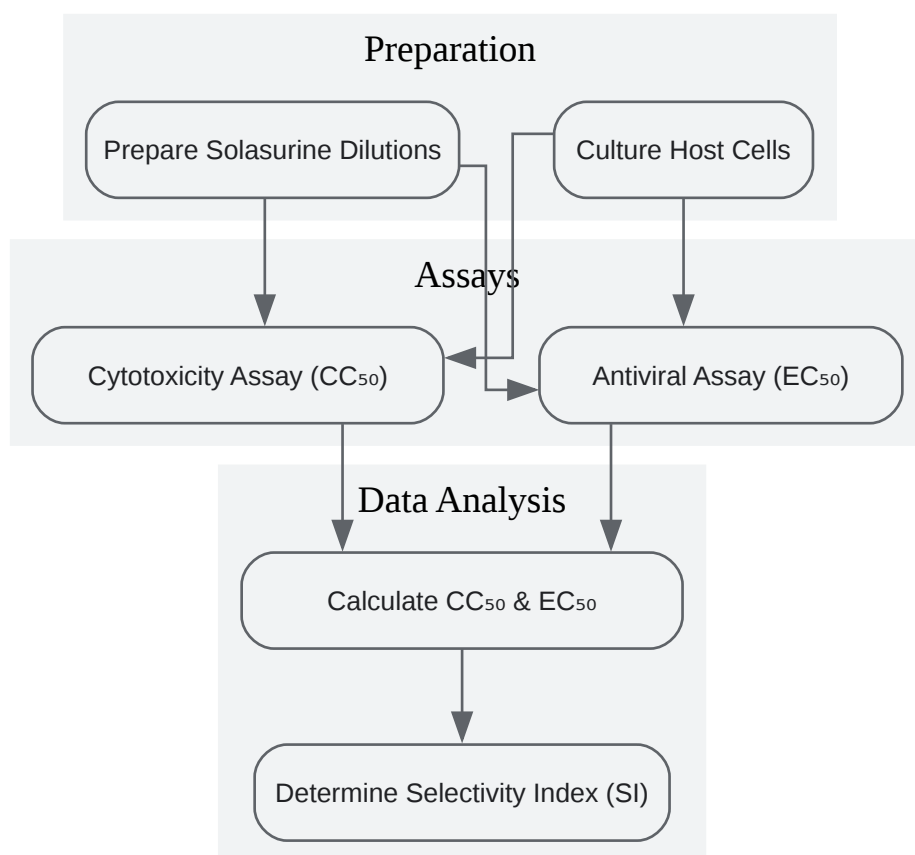 Preparation
Prepare Solasurine Dilutions
Culture Host Cells
Assays
Cytotoxicity Assay (CC₅₀)
Antiviral Assay (EC₅₀)
Data Analysis
Calculate CC₅₀ & EC₅₀
Determine Selectivity Index (SI)